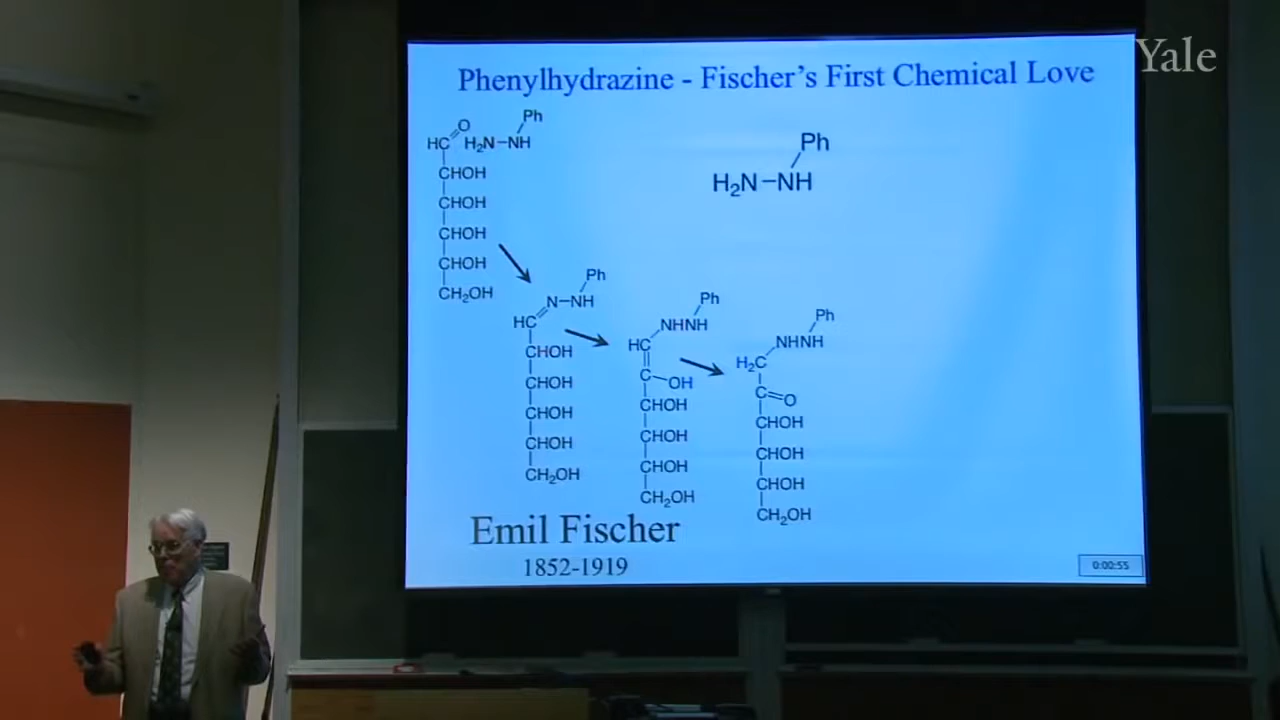 Yale
Phenylhydrazine - Fischer's First Chemical Love
Ph
O
HC H₂N–NH
CHOH
CHOH
CHOH
CHOH
CH₂OH
Ph
H₂N–NH
Ph
N–NH
HC
CHOH
CHOH
CHOH
CHOH
CH₂OH
Ph
NHNH
HC
C OH
CHOH
CHOH
CHOH
CH₂OH
Ph
NHNH
H₂C
C=O
CHOH
CHOH
CHOH
CH₂OH
Emil Fischer
1852-1919
0:00:55